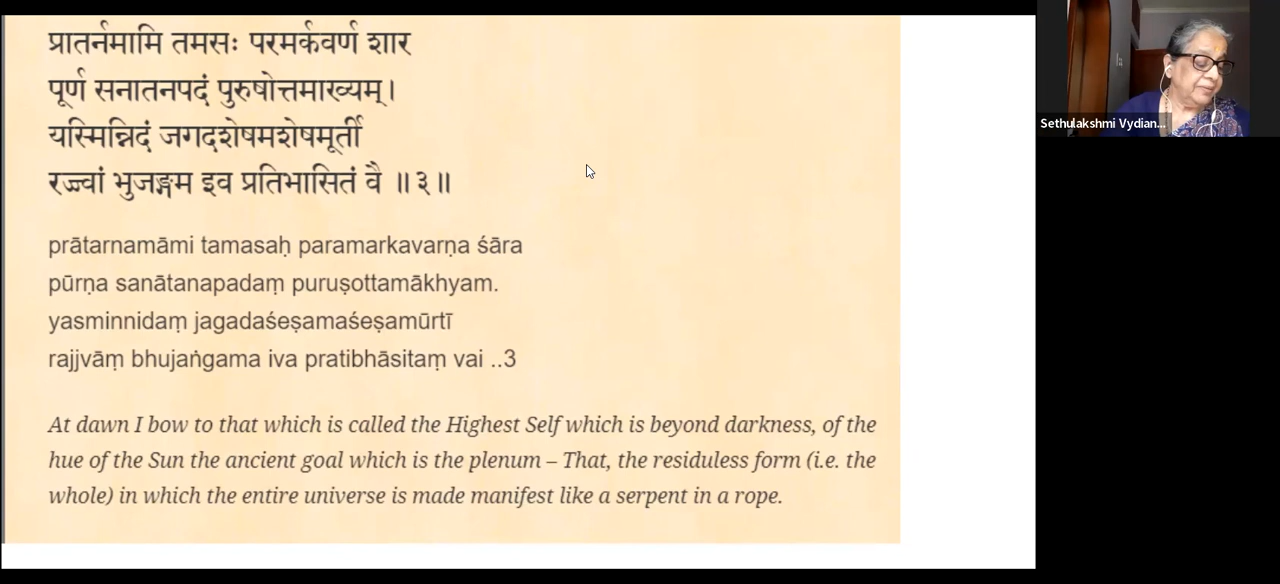 प्रातर्नमामि तमसः परमर्कवर्ण शार
पूर्ण सनातनपदं पुरुषोत्तमाख्यम्।
यस्मिन्निदं जगदशेषमशेषमूर्ती
रज्ज्वां भुजङ्गम इव प्रतिभासितं वै ॥३॥
prātarnamāmi tamasaḥ paramarkavarṇa śāra
pūrṇa sanātanapadaṃ puruṣottamākhyam.
yasminnidaṃ jagadaśeṣamaśeṣamūrtī
rajjvāṃ bhujaṅgama iva pratibhāsitaṃ vai ..3
At dawn I bow to that which is called the Highest Self which is beyond darkness, of the
hue of the Sun the ancient goal which is the plenum – That, the residuless form (i.e. the
whole) in which the entire universe is made manifest like a serpent in a rope.
Sethulakshmi Vydian...